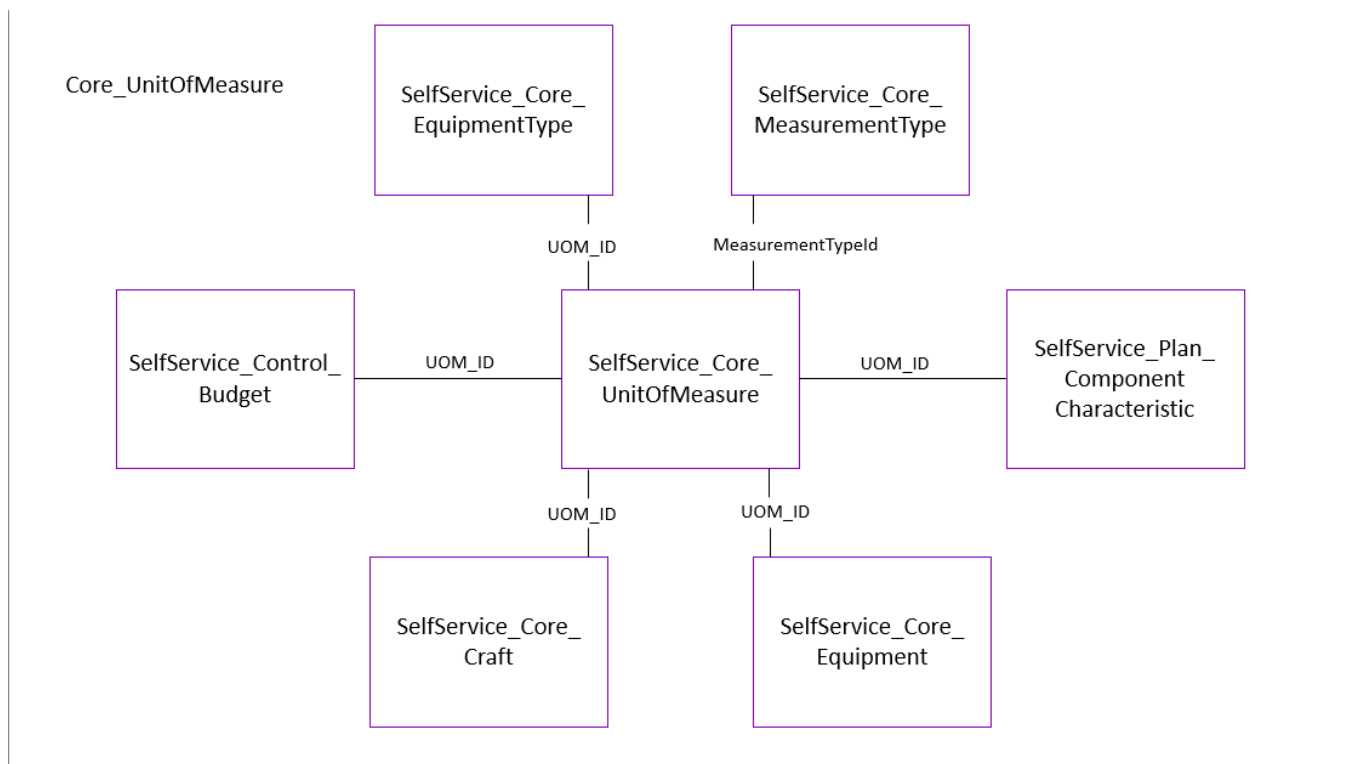 Core_UnitOfMeasure
SelfService_Core_
EquipmentType
SelfService_Core_
MeasurementType
UOM_ID
MeasurementTypeId
SelfService_Control_
Budget
UOM_ID
SelfService_Core_
UnitOfMeasure
UOM_ID
SelfService_Plan_
Component
Characteristic
UOM_ID
UOM_ID
SelfService_Core_
Craft
SelfService_Core_
Equipment